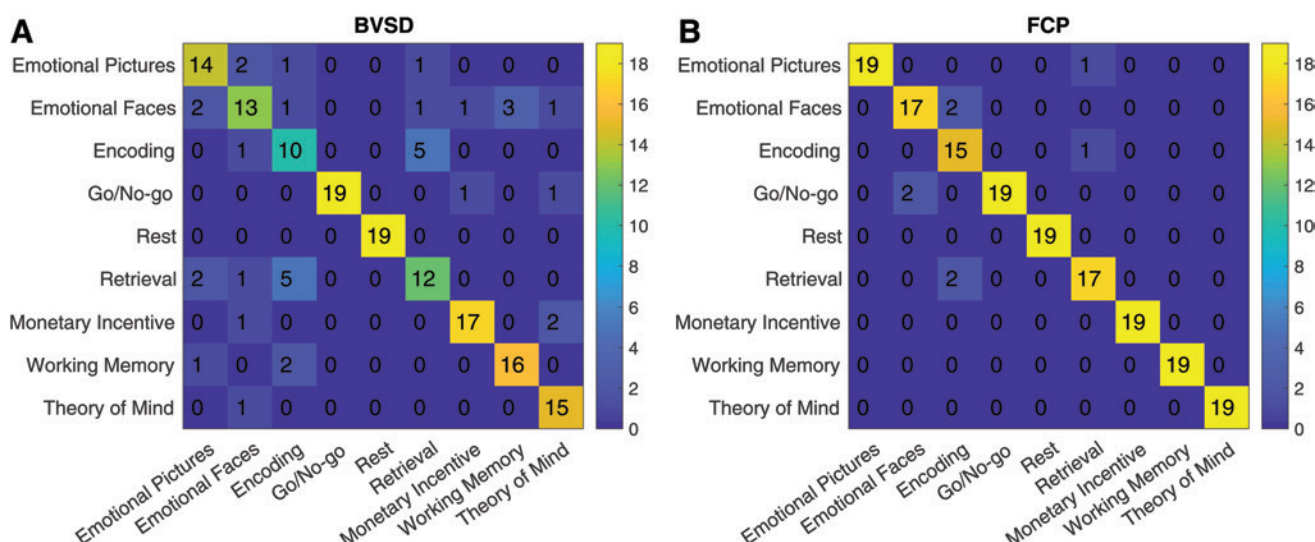 A BVSD
Emotional Pictures 14 2 1 0 0 1 0 0 0
Emotional Faces 2 13 1 0 0 1 1 3 1
Encoding 0 1 10 0 0 5 0 0 0
Go/No-go 0 0 0 19 0 0 1 0 1
Rest 0 0 0 0 19 0 0 0 0
Retrieval 2 1 5 0 0 12 0 0 0
Monetary Incentive 0 1 0 0 0 0 17 0 2
Working Memory 1 0 2 0 0 0 0 16 0
Theory of Mind 0 1 0 0 0 0 0 0 15
Emotional Pictures
Emotional Faces
Encoding
Go/No-go
Rest
Retrieval
Monetary Incentive
Working Memory
Theory of Mind
18
16
14
12
10
8
6
4
2
0
B FCP
Emotional Pictures 19 0 0 0 0 1 0 0 0
Emotional Faces 0 17 2 0 0 0 0 0 0
Encoding 0 0 15 0 0 1 0 0 0
Go/No-go 0 2 0 19 0 0 0 0 0
Rest 0 0 0 0 19 0 0 0 0
Retrieval 0 0 2 0 0 17 0 0 0
Monetary Incentive 0 0 0 0 0 0 19 0 0
Working Memory 0 0 0 0 0 0 0 19 0
Theory of Mind 0 0 0 0 0 0 0 0 19
Emotional Pictures
Emotional Faces
Encoding
Go/No-go
Rest
Retrieval
Monetary Incentive
Working Memory
Theory of Mind
18
16
14
12
10
8
6
4
2
0